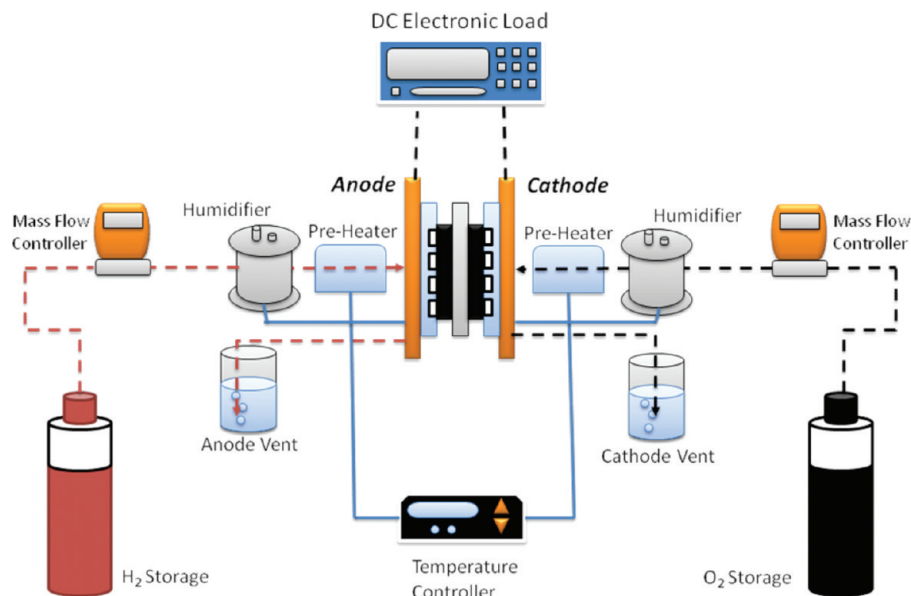 DC Electronic Load
Anode
Cathode
Mass Flow
Controller
Humidifier
Pre-Heater
Pre-Heater
Humidifier
Mass Flow
Controller
Anode Vent
Cathode Vent
H₂ Storage
Temperature
Controller
O₂ Storage